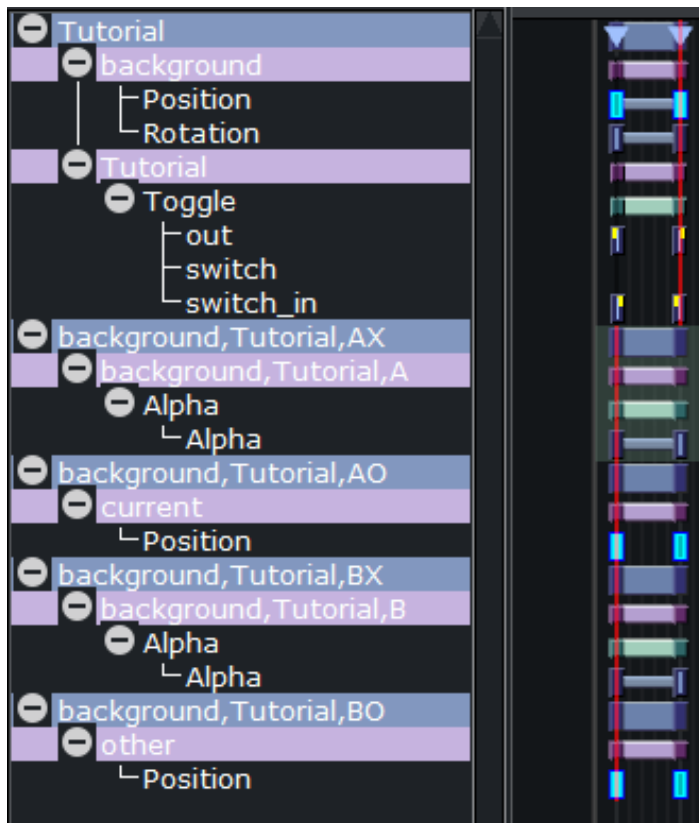 Tutorial
background
Position
Rotation
Tutorial
Toggle
out
switch
switch_in
background,Tutorial,AX
background,Tutorial,A
Alpha
Alpha
background,Tutorial,AO
current
Position
background,Tutorial,BX
background,Tutorial,B
Alpha
Alpha
background,Tutorial,BO
other
Position